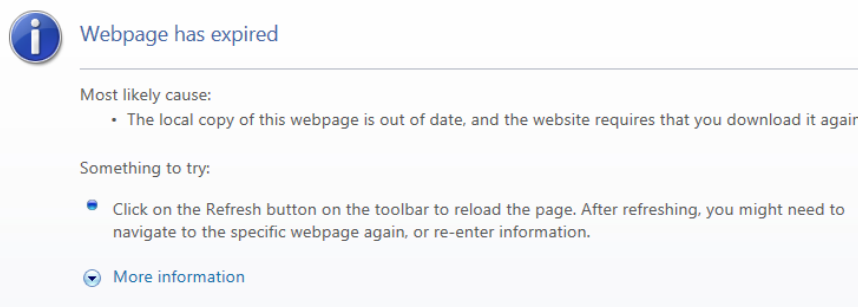 Webpage has expired
Most likely cause:
• The local copy of this webpage is out of date, and the website requires that you download it again
Something to try:
Click on the Refresh button on the toolbar to reload the page. After refreshing, you might need to
navigate to the specific webpage again, or re-enter information.
More information